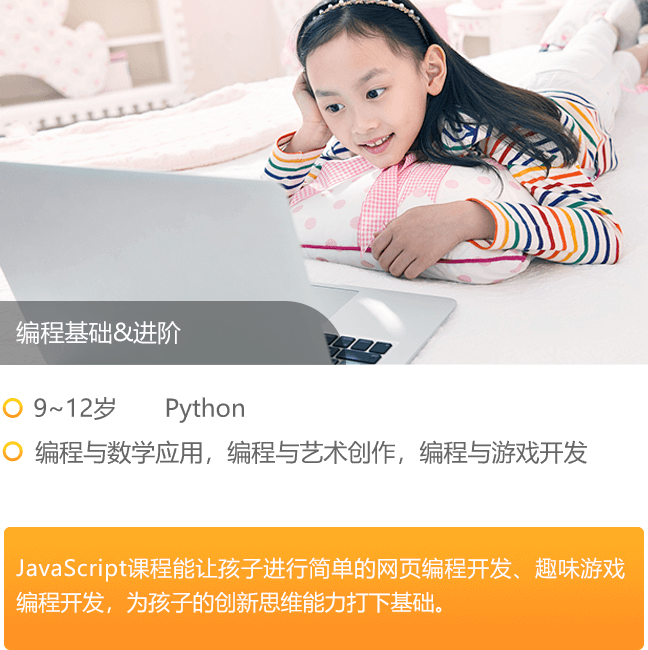 编程基础&进阶
9~12岁 Python
编程与数学应用，编程与艺术创作，编程与游戏开发
JavaScript课程能让孩子进行简单的网页编程开发、趣味游戏
编程开发，为孩子的创新思维能力打下基础。